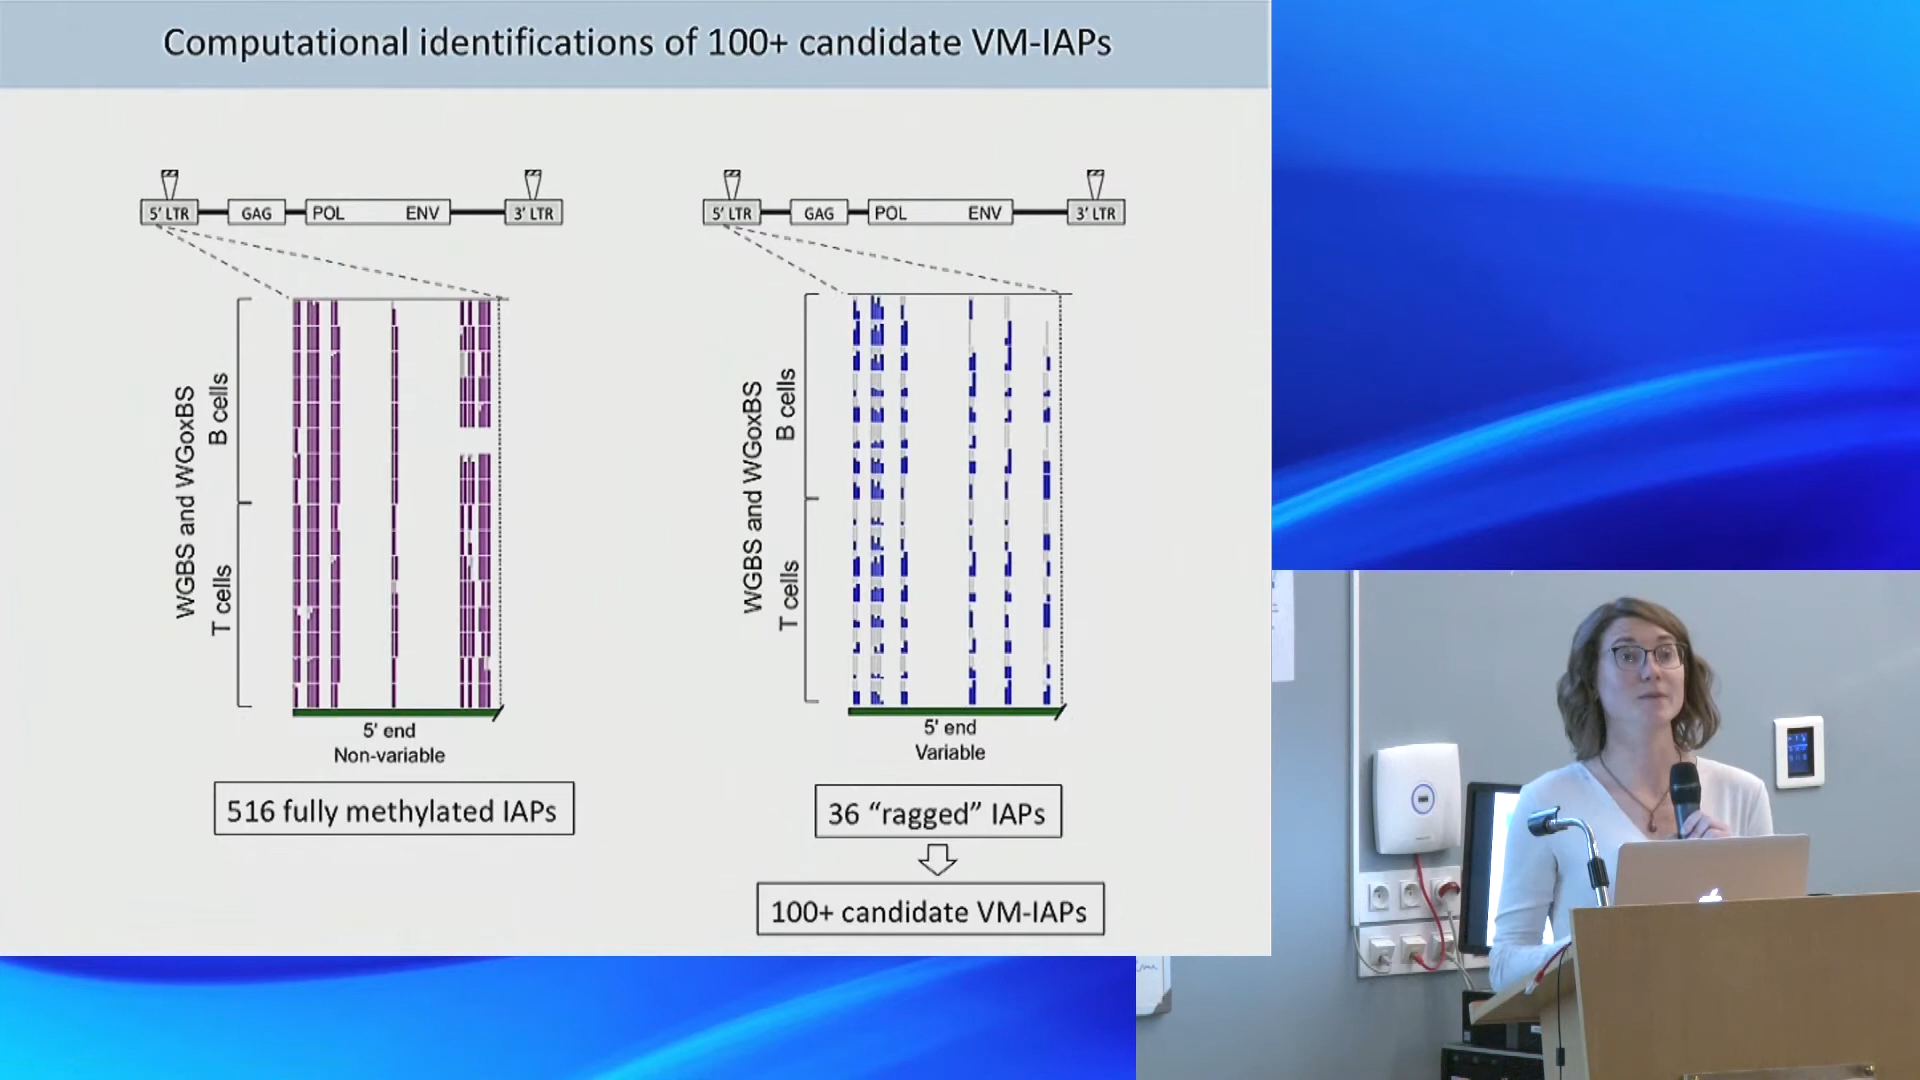 Computational identifications of 100+ candidate VM-IAPs
5' LTR GAG POL ENV 3' LTR
5' LTR GAG POL ENV 3' LTR
WGBS and WGoxBS
B cells
T cells
5' end
Non-variable
516 fully methylated IAPs
WGBS and WGoxBS
B cells
T cells
5' end
Variable
36 “ragged” IAPs
100+ candidate VM-IAPs